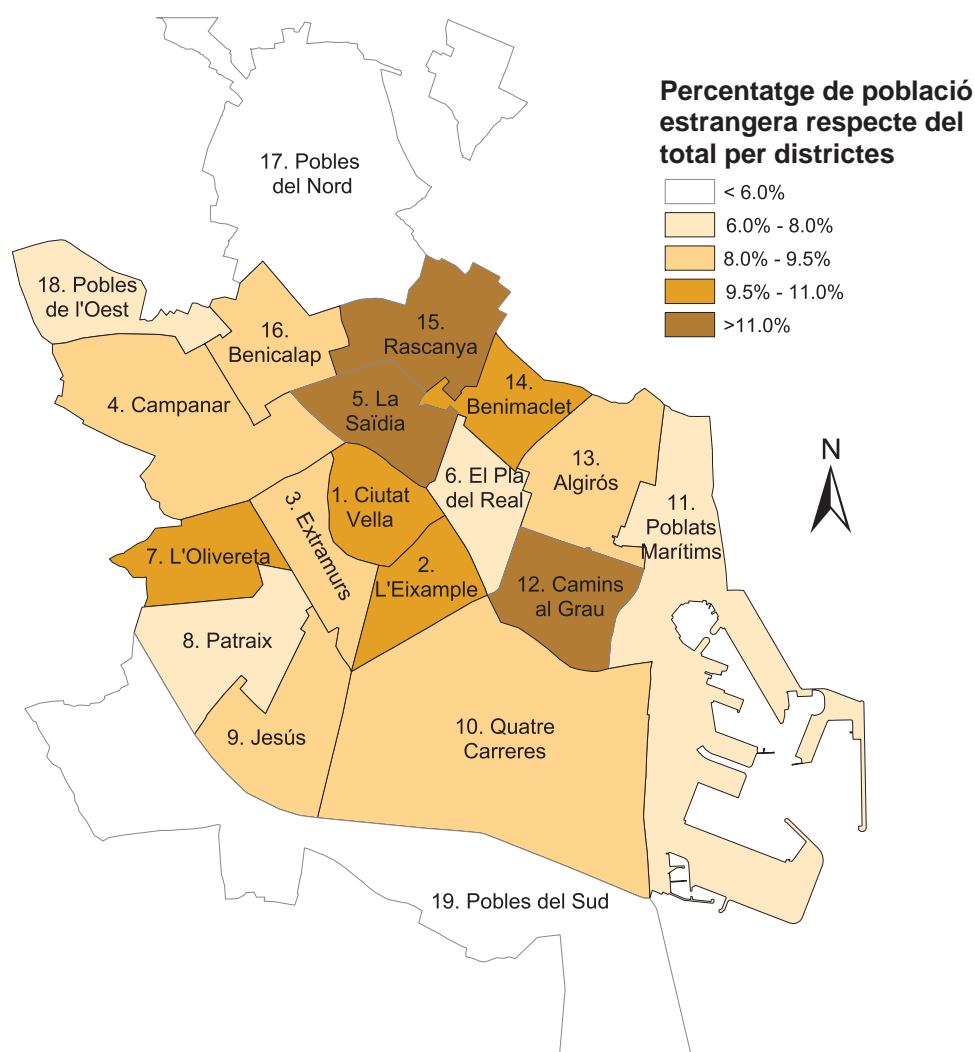 Percentatge de població
estrangera respecte del
total per districtes
< 6.0%
6.0% - 8.0%
8.0% - 9.5%
9.5% - 11.0%
>11.0%
17. Pobles
del Nord
18. Pobles
de l'Oest
16.
Benicalap
15.
Rascanya
14.
Benimaclet
4. Campanar
5. La
Saïdia
13.
Algirós
6. El Pla
del Real
11.
Poblats
Marítims
N
1. Ciutat
Vella
3. Extramurs
7. L'Olivereta
2.
L'Eixample
12. Camins
al Grau
8. Patraix
9. Jesús
10. Quatre
Carreres
19. Pobles del Sud